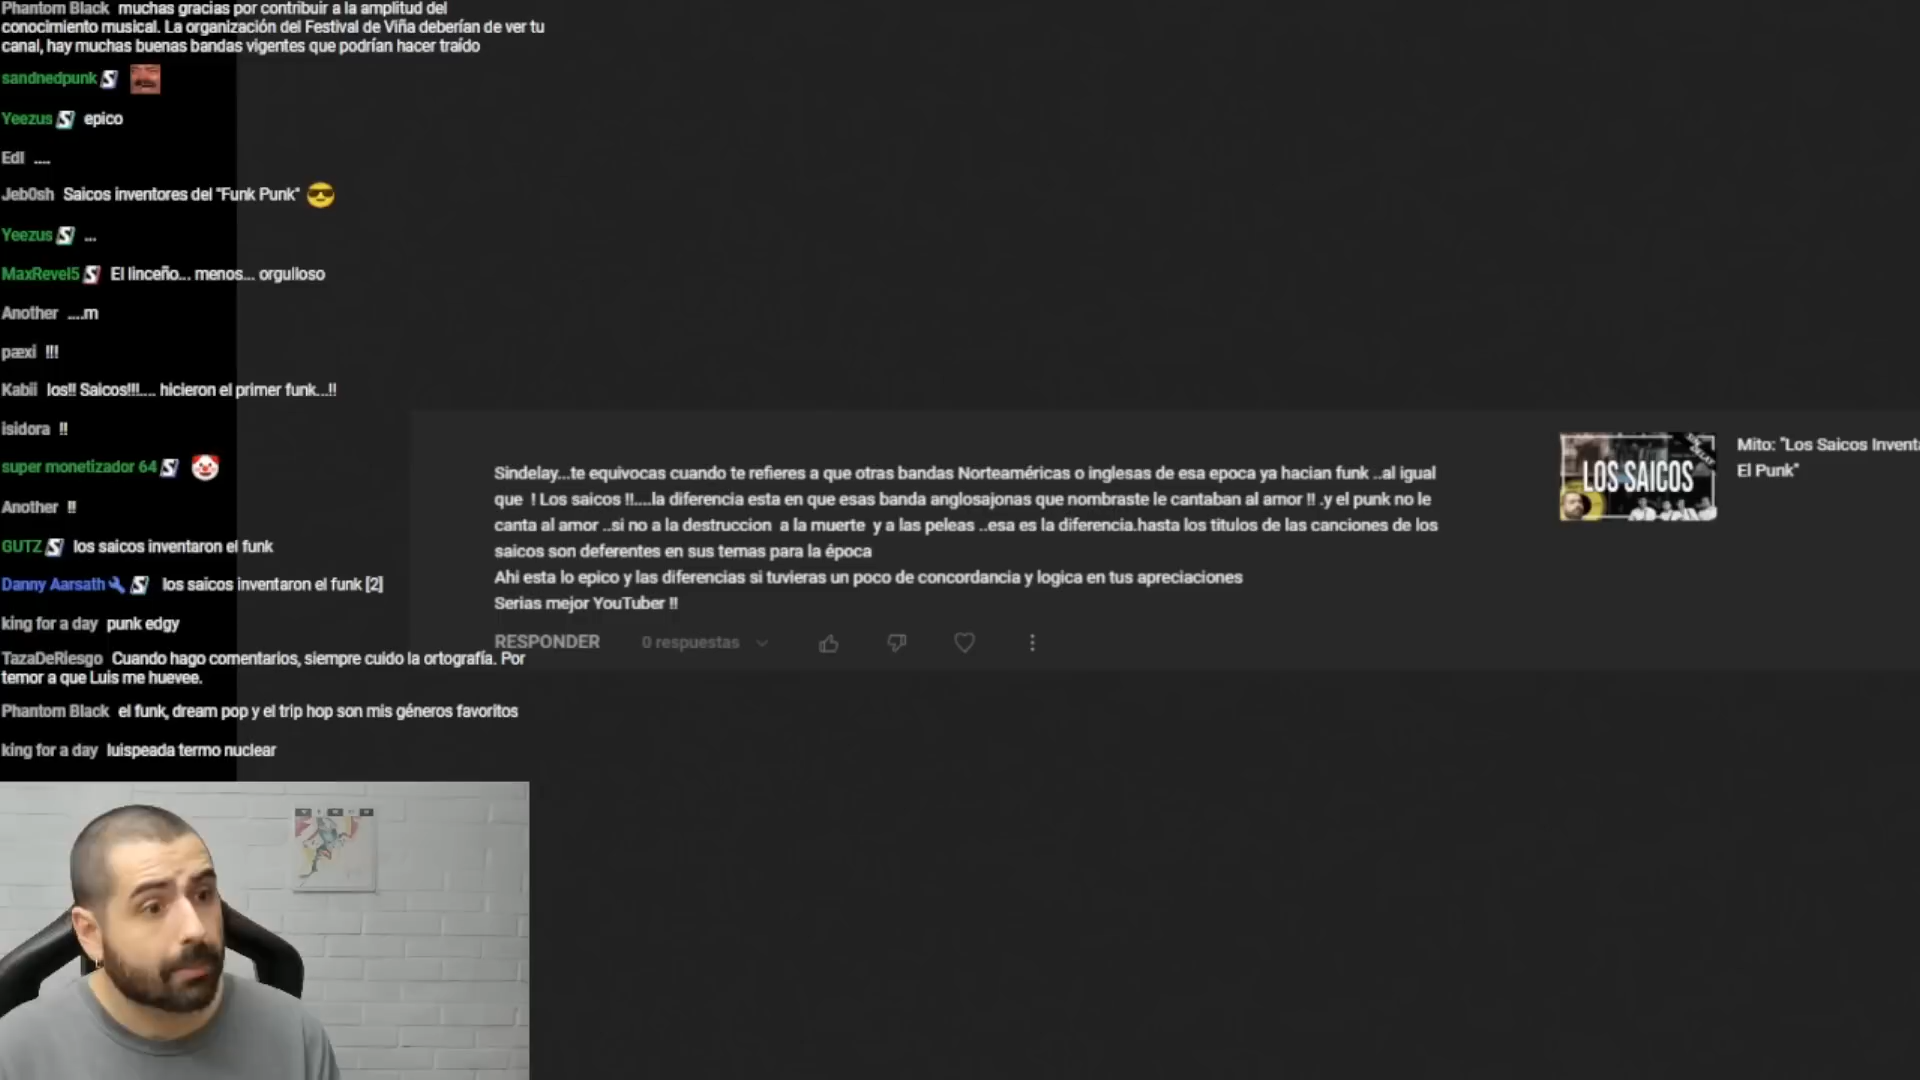 Phantom Black muchas gracias por contribuir a la amplitud del
conocimiento musical. La organización del Festival de Viña deberían de ver tu
canal, hay muchas buenas bandas vigentes que podrían hacer traído
sandnedpunk
Yeezus epico
Edl ....
Jeb0sh Saicos inventores del "Funk Punk"
Yeezus ...
MaxRevel5 El linceño... menos... orgulloso
Another ....m
pæxi !!!
Kabii los!! Saicos!!!.... hicieron el primer funk...!!
isidora !!
super monetizador 64
Another !!
GUTZ los saicos inventaron el funk
Danny Aarsath los saicos inventaron el funk [2]
king for a day punk edgy
TazaDeRiesgo Cuando hago comentarios, siempre cuido la ortografía. Por
temor a que Luis me huevee.
Phantom Black el funk, dream pop y el trip hop son mis géneros favoritos
king for a day luispeada termo nuclear
Sindelay...te equivocas cuando te refieres a que otras bandas Norteaméricas o inglesas de esa epoca ya hacian funk ..al igual
que ! Los saicos !!....la diferencia esta en que esas banda anglosajonas que nombraste le cantaban al amor !! .y el punk no le
canta al amor ..si no a la destruccion a la muerte y a las peleas ..esa es la diferencia.hasta los titulos de las canciones de los
saicos son deferentes en sus temas para la época
Ahi esta lo epico y las diferencias si tuvieras un poco de concordancia y logica en tus apreciaciones
Serias mejor YouTuber !!
RESPONDER 0 respuestas
LOS SAICOS
Mito: "Los Saicos Inventa
El Punk"